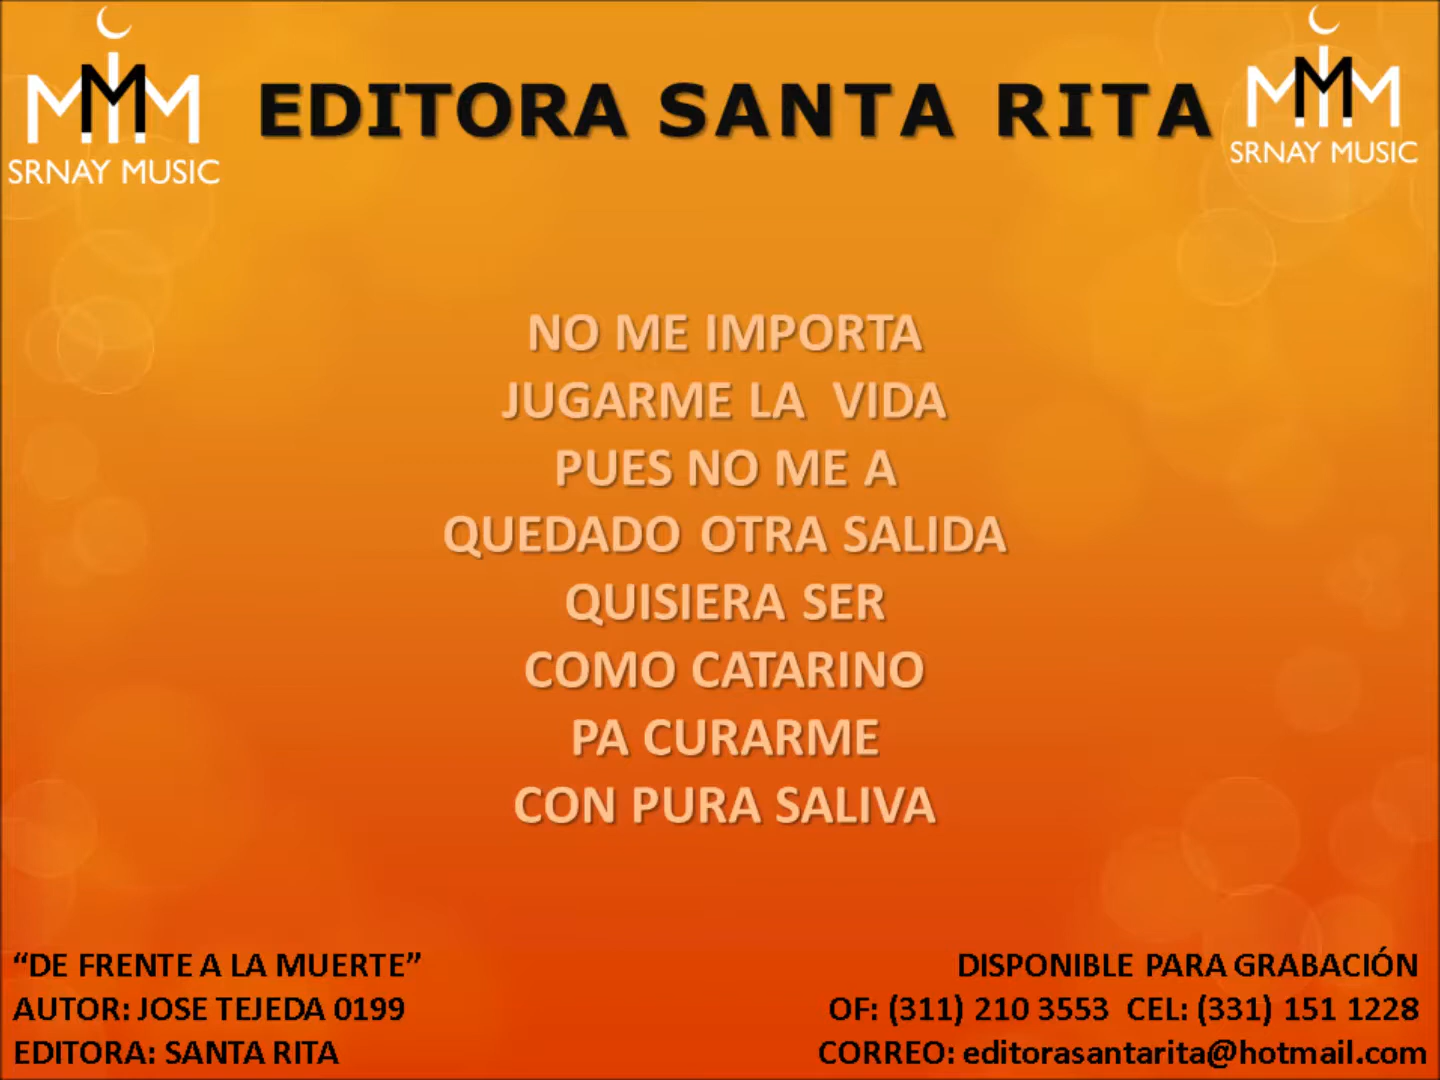 EDITORA SANTA RITA
SRNAY MUSIC
SRNAY MUSIC
NO ME IMPORTA
JUGARME LA VIDA
PUES NO ME A
QUEDADO OTRA SALIDA
QUISIERA SER
COMO CATARINO
PA CURARME
CON PURA SALIVA
“DE FRENTE A LA MUERTE”
AUTOR: JOSE TEJEDA 0199
EDITORA: SANTA RITA
DISPONIBLE PARA GRABACIÓN
OF: (311) 210 3553 CEL: (331) 151 1228
CORREO: editorasantarita@hotmail.com